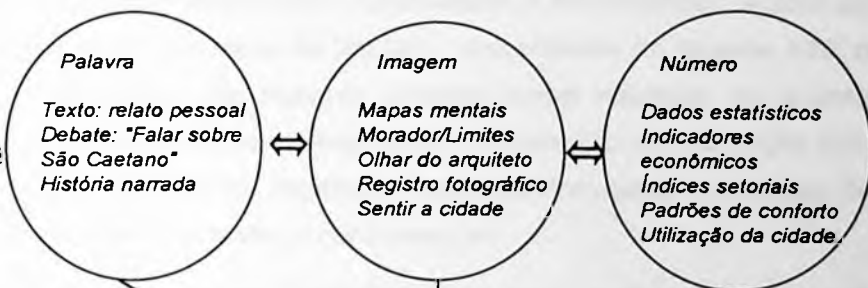 Palavra
Texto: relato pessoal
Debate: "Falar sobre
São Caetano"
História narrada
Imagem
Mapas mentais
Morador/Limites
Olhar do arquiteto
Registro fotográfico
Sentir a cidade
Número
Dados estatísticos
Indicadores
econômicos
Índices setoriais
Padrões de conforto
Utilização da cidade.